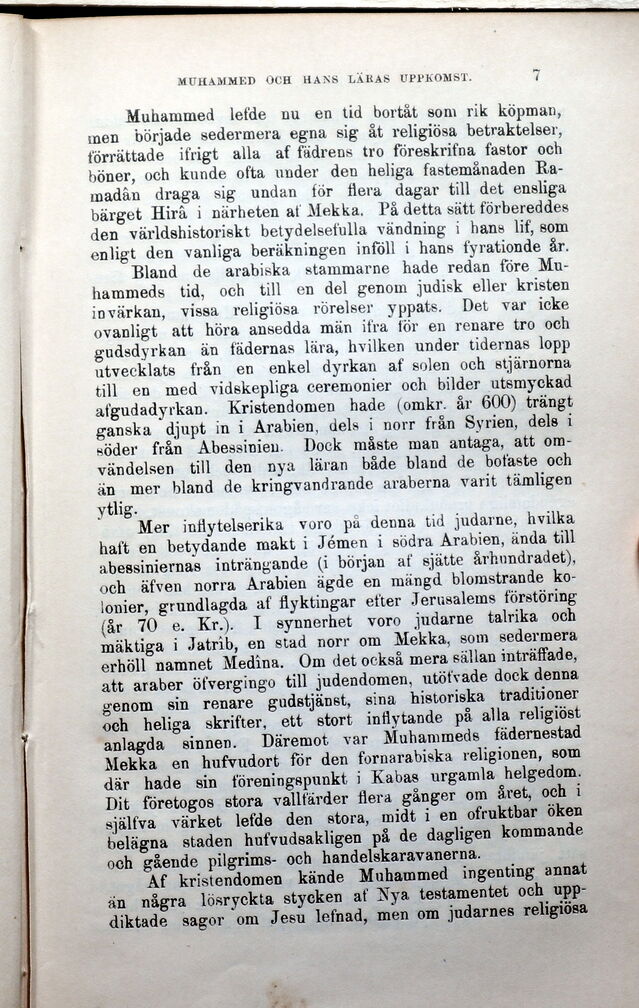 MUHAMMED OCH HANS LÄRAS UPPKOMST. 7
Muhammed lefde nu en tid bortåt som rik köpman,
men började sedermera egna sig åt religiösa betraktelser,
förrättade ifrigt alla af fädrens tro föreskrifna fastor och
böner, och kunde ofta under den heliga fastemånaden Ra-
madân draga sig undan för flera dagar till det ensliga
bärget Hirâ i närheten af Mekka. På detta sätt förbereddes
den världshistoriskt betydelsefulla vändning i hans lif, som
enligt den vanliga beräkningen inföll i hans fyrationde år.
Bland de arabiska stammarne hade redan före Mu-
hammeds tid, och till en del genom judisk eller kristen
invärkan, vissa religiösa rörelser yppats. Det var icke
ovanligt att höra ansedda män ifra för en renare tro och
gudsdyrkan än fädernas lära, hvilken under tidernas lopp
utvecklats från en enkel dyrkan af solen och stjärnorna
till en med vidskepliga ceremonier och bilder utsmyckad
afgudadyrkan. Kristendomen hade (omkr. år 600) trängt
ganska djupt in i Arabien, dels i norr från Syrien, dels i
söder från Abessinien. Dock måste man antaga, att om-
vändelsen till den nya läran både bland de bofaste och
än mer bland de kringvandrande araberna varit tämligen
ytlig.
Mer inflytelserika voro på denna tid judarne, hvilka
haft en betydande makt i Jémen i södra Arabien, ända till
abessiniernas inträngande (i början af sjätte århundradet),
och äfven norra Arabien ägde en mängd blomstrande ko-
lonier, grundlagda af flyktingar efter Jerusalems förstöring
(år 70 e. Kr.). I synnerhet voro judarne talrika och
mäktiga i Jatrib, en stad norr om Mekka, som sedermera
erhöll namnet Medîna. Om det också mera sällan inträffade,
att araber öfvergingo till judendomen, utöfvade dock denna
genom sin renare gudstjänst, sina historiska traditioner
och heliga skrifter, ett stort inflytande på alla religiöst
anlagda sinnen. Däremot var Muhammeds fädernestad
Mekka en hufvudort för den fornarabiska religionen, som
där hade sin föreningspunkt i Kabas urgamla helgedom.
Dit företogos stora vallfärder flera gånger om året, och i
själfva värket lefde den stora, midt i en ofruktbar öken
belägna staden hufvudsakligen på de dagligen kommande
och gående pilgrims- och handelskaravanerna.
Af kristendomen kände Muhammed ingenting annat
än några lösryckta stycken af Nya testamentet och upp-
diktade sagor om Jesu lefnad, men om judarnes religiösa